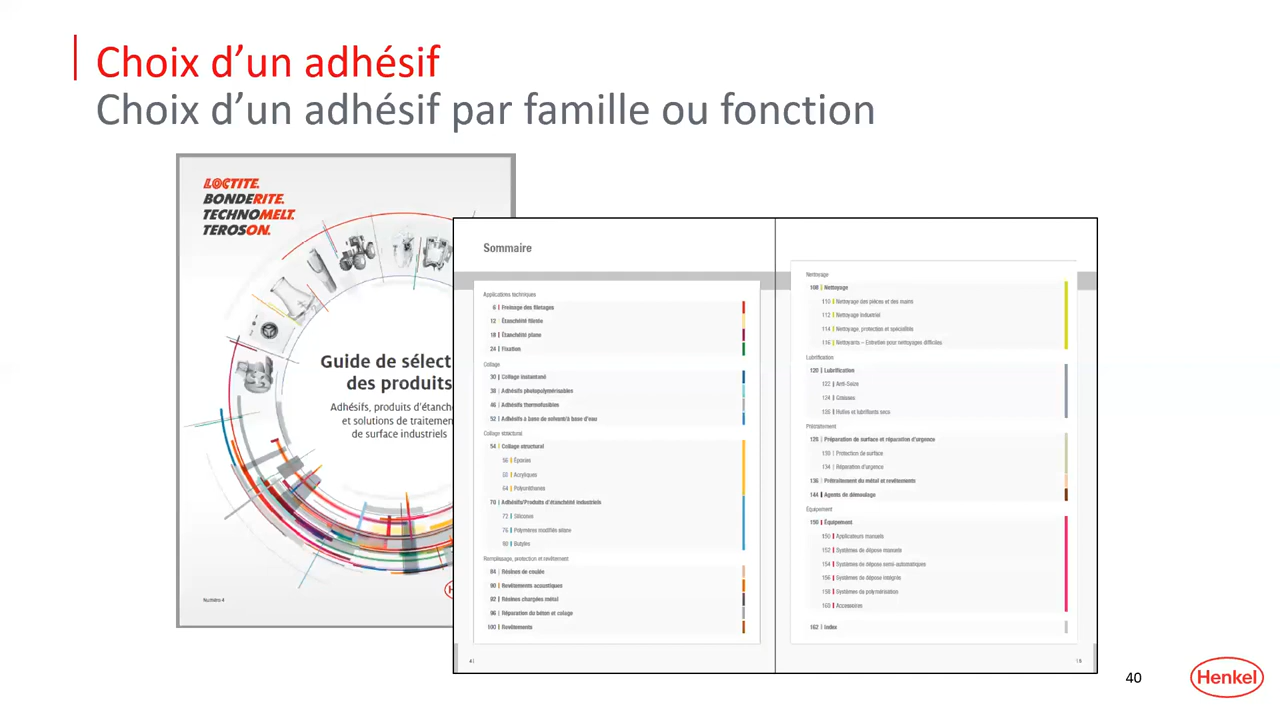 Choix d’un adhésif
Choix d’un adhésif par famille ou fonction
LOCTITE.
BONDERITE.
TECHNOMELT.
TEROSON.
Guide de sélect
des produits
Adhésifs, produits d'étanché
et solutions de traitemen
de surface industriels
Numéro 4
Sommaire
Applications techniques
6 | Freinage des filetages
12 | Étanchéité filetée
18 | Étanchéité plane
24 | Fixation
Collage
30 | Collage instantané
38 | Adhésifs photopolymérisables
46 | Adhésifs thermofusibles
52 | Adhésifs à base de solvant/à base d'eau
Collage structural
54 | Collage structural
56 | Époxies
60 | Acryliques
64 | Polyuréthanes
70 | Adhésifs/Produits d'étanchéité industriels
72 | Silicones
76 | Polymères modifiés silane
80 | Butyles
Remplissage, protection et revêtement
84 | Résines de coulée
90 | Revêtements acoustiques
92 | Résines chargées métal
96 | Réparation du béton et calage
100 | Revêtements
4 |
Nettoyage
108 | Nettoyage
110 | Nettoyage des pièces et des mains
112 | Nettoyage industriel
114 | Nettoyage, protection et spécialités
116 | Nettoyants – Entretien pour nettoyages difficiles
Lubrification
120 | Lubrification
122 | Anti-Seize
124 | Graisses
126 | Huiles et lubrifiants secs
Prétraitement
128 | Préparation de surface et réparation d'urgence
130 | Protection de surface
134 | Réparation d'urgence
136 | Prétraitement du métal et revêtements
144 | Agents de démoulage
Équipement
150 | Équipement
150 | Applicateurs manuels
152 | Systèmes de dépose manuels
154 | Systèmes de dépose semi-automatiques
156 | Systèmes de dépose intégrés
158 | Systèmes de polymérisation
160 | Accessoires
162 | Index
| 5
40
Henkel